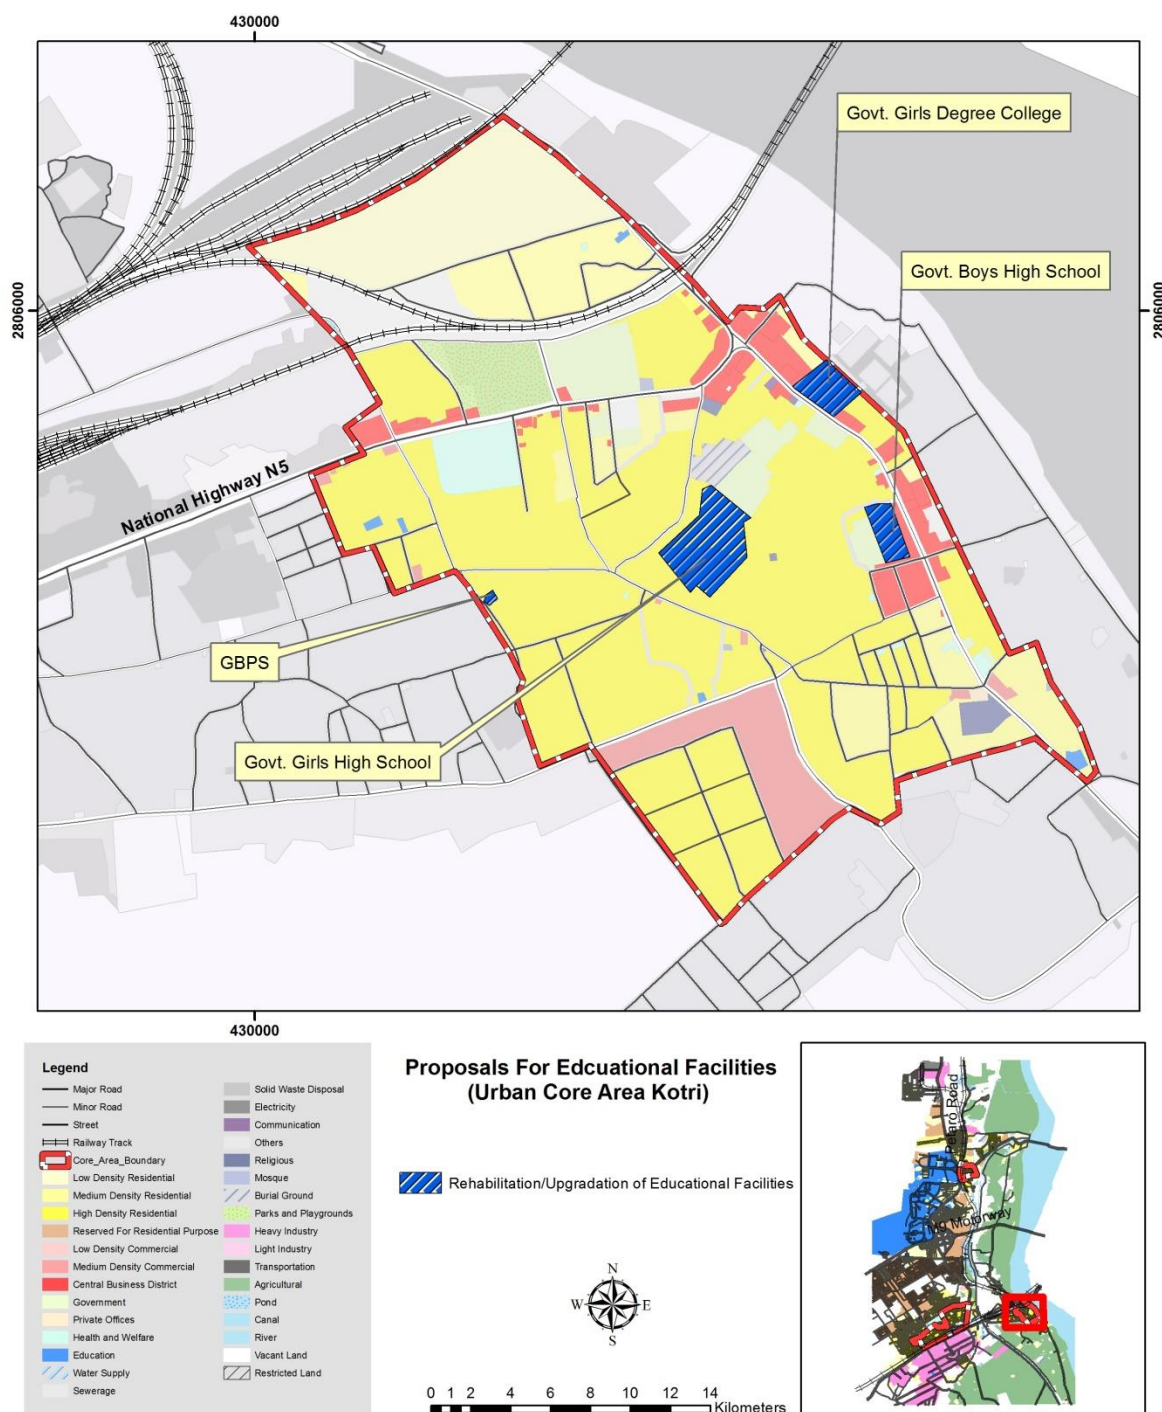 430000
Govt. Girls Degree College
Govt. Boys High School
2806000
2806000
National Highway N5
GBPS
Govt. Girls High School
430000
Legend
Major Road
Minor Road
Street
Railway Track
Core_Area_Boundary
Low Density Residential
Medium Density Residential
High Density Residential
Reserved For Residential Purpose
Low Density Commercial
Medium Density Commercial
Central Business District
Government
Private Offices
Health and Welfare
Education
Water Supply
Sewerage
Solid Waste Disposal
Electricity
Communication
Others
Religious
Mosque
Burial Ground
Parks and Playgrounds
Heavy Industry
Light Industry
Transportation
Agricultural
Pond
Canal
River
Vacant Land
Restricted Land
Proposals For Edcuational Facilities
(Urban Core Area Kotri)
Rehabilitation/Upgradation of Educational Facilities
N
W E
S
0 1 2 4 6 8 10 12 14
Kilometers
Petaro Road
M9 Motorway